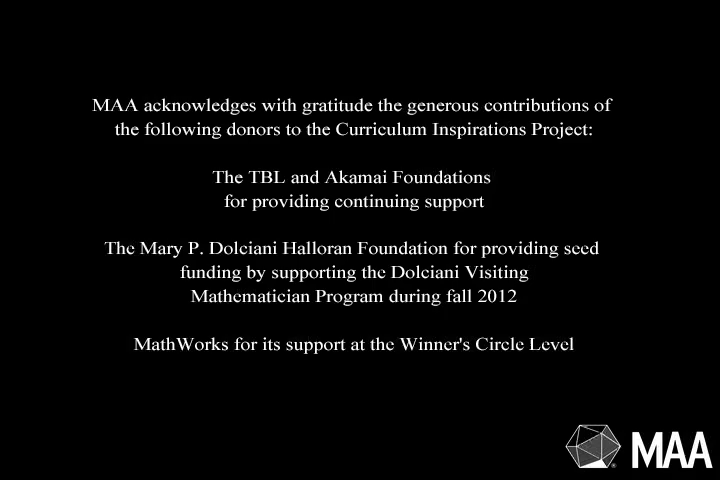 MAA acknowledges with gratitude the generous contributions of
the following donors to the Curriculum Inspirations Project:
The TBL and Akamai Foundations
for providing continuing support
The Mary P. Dolciani Halloran Foundation for providing seed
funding by supporting the Dolciani Visiting
Mathematician Program during fall 2012
MathWorks for its support at the Winner's Circle Level
® MAA